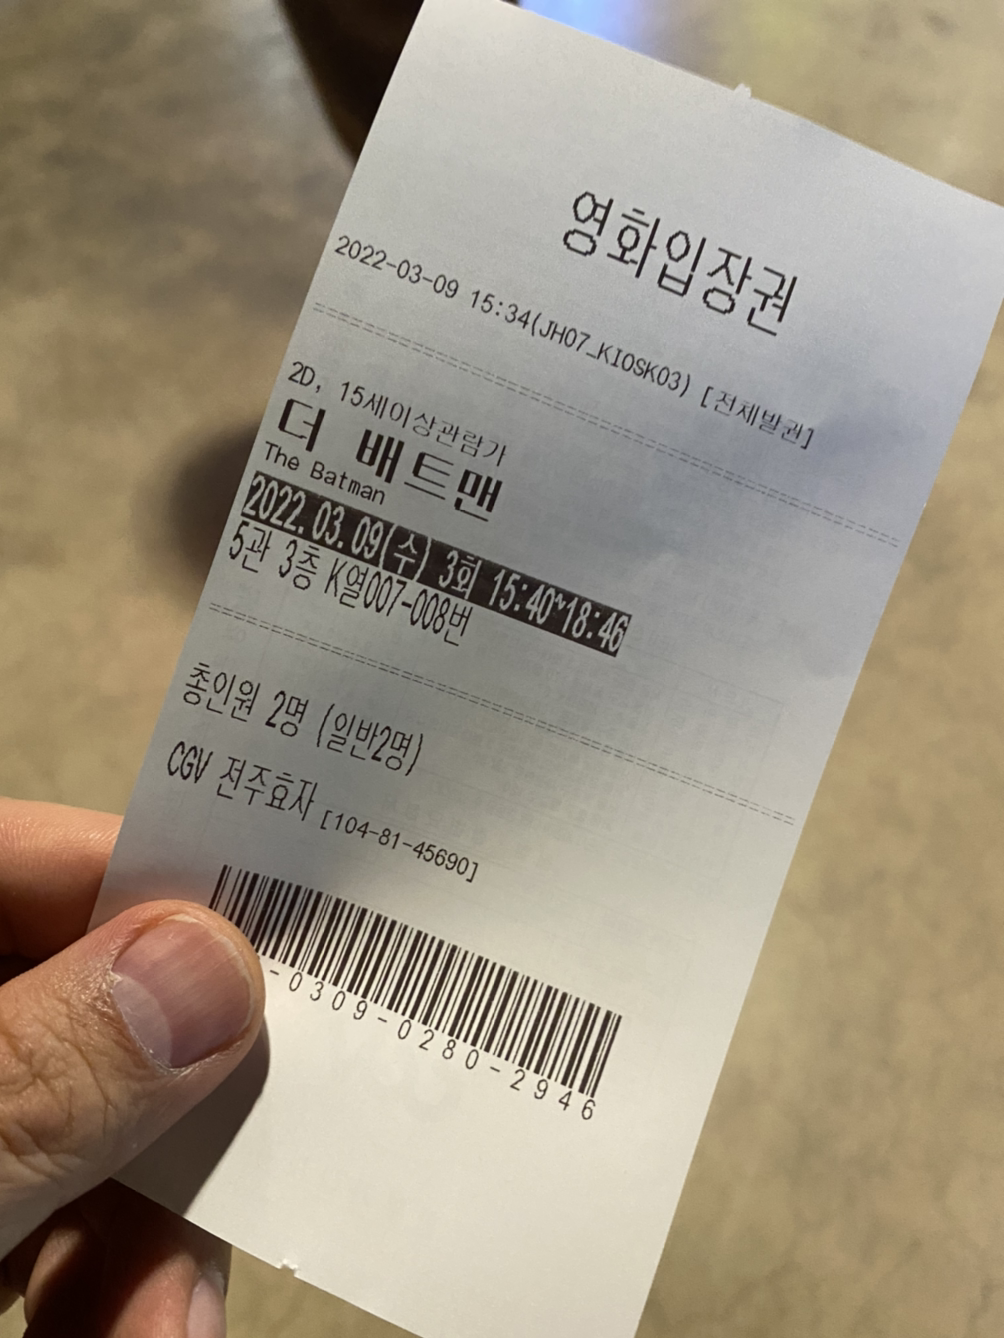 영화입장권
2022-03-09 15:34(JH07_KIOSK03) [전체발권]
2D, 15세이상관람가
더 배트맨
The Batman
2022.03.09(수) 3회 15:40~18:46
5관 3층 K열007-008번
총인원 2명 (일반2명)
CGV 전주효자 [104-81-45690]
-0309-0280-2946